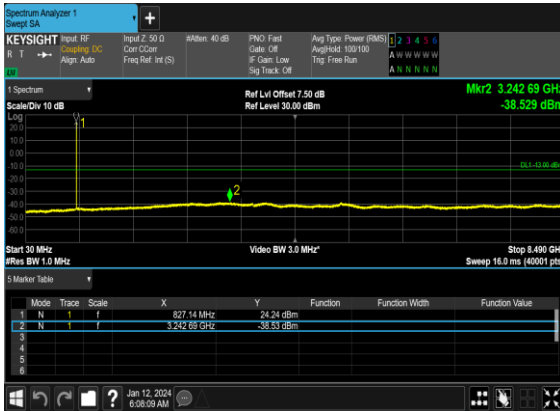 Spectrum Analyzer 1
Swept SA
+
KEYSIGHT Input: RF Input Z: 50 Ω #Atten: 40 dB PNO: Fast Avg Type: Power (RMS) 1 2 3 4 5 6
R T Coupling: DC Corr CCorr Gate: Off Avg|Hold: 100/100 A W W W W W
Align: Auto Freq Ref: Int (S) IF Gain: Low Trig: Free Run
Sig Track: Off A N N N N N
1 Spectrum Ref Lvl Offset 7.50 dB Mkr2 3.242 69 GHz
Scale/Div 10 dB Ref Level 30.00 dBm -38.529 dBm
Log
20.0
10.0
0.00
-10.0
-20.0
-30.0
-40.0
-50.0
-60.0
1
2
DL1 -13.00 dBm
Start 30 MHz Video BW 3.0 MHz* Stop 8.490 GH
#Res BW 1.0 MHz Sweep 16.0 ms (40001 pts
5 Marker Table
Mode Trace Scale X Y Function Function Width Function Value
1 N 1 f 827.14 MHz 24.24 dBm
2 N 1 f 3.242 69 GHz -38.53 dBm
3
4
5
6
? Jan 12, 2024
6:08:09 AM